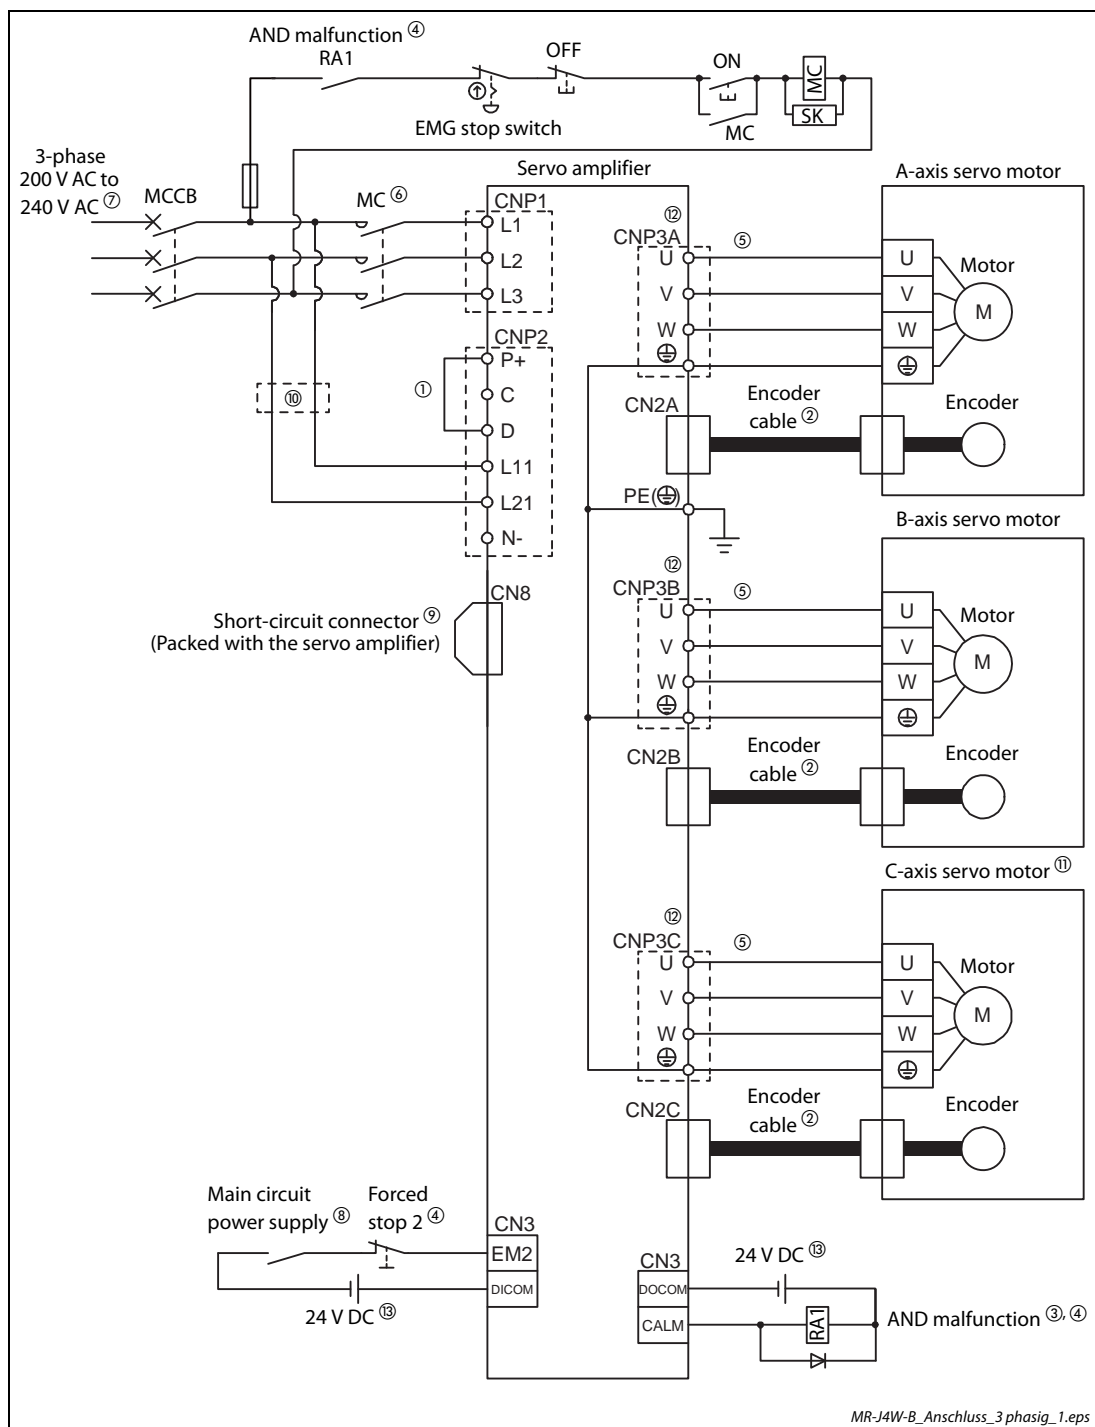 AND malfunction ④
RA1
OFF
ON
MC
SK
EMG stop switch
MC
3-phase
200 V AC to
240 V AC ⑦
MCCB
MC ⑥
Servo amplifier
A-axis servo motor
CNP1
L1
L2
L3
⑫
CNP3A
U
V
W
⑤
U
V
W
Motor
M
CNP2
P+
C
D
L11
L21
N-
①
⑩
CN2A
Encoder
cable ②
Encoder
PE( )
B-axis servo motor
⑫
CNP3B
U
V
W
⑤
U
V
W
Motor
M
CN8
Short-circuit connector ⑨
(Packed with the servo amplifier)
CN2B
Encoder
cable ②
Encoder
C-axis servo motor ⑪
⑫
CNP3C
U
V
W
⑤
U
V
W
Motor
M
CN2C
Encoder
cable ②
Encoder
Main circuit
power supply ⑧
Forced
stop 2 ④
CN3
EM2
DICOM
24 V DC ⑬
CN3
DOCOM
CALM
24 V DC ⑬
RA1
AND malfunction ③, ④
MR-J4W-B_Anschluss_3 phasig_1.eps